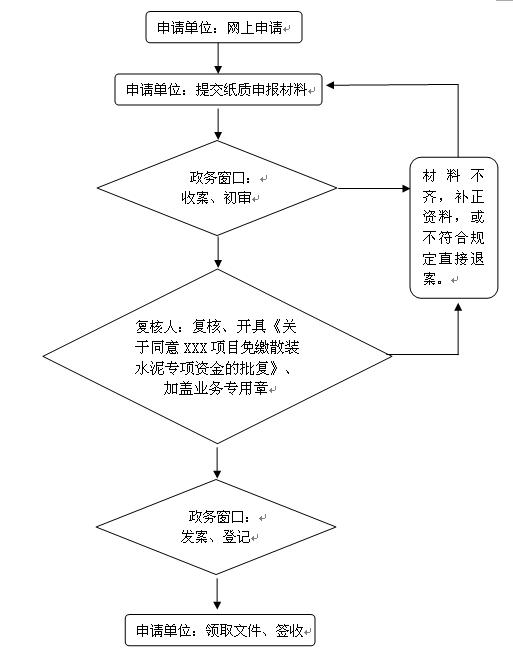 申请单位：网上申请
申请单位：提交纸质申报材料
政务窗口：
收案、初审
材料不
齐，补正
资料，或
不符合规
定直接退
案。
复核人：复核、开具《关
于同意 XXX 项目免缴散装
水泥专项资金的批复》、
加盖业务专用章
政务窗口：
发案、登记
申请单位：领取文件、签收